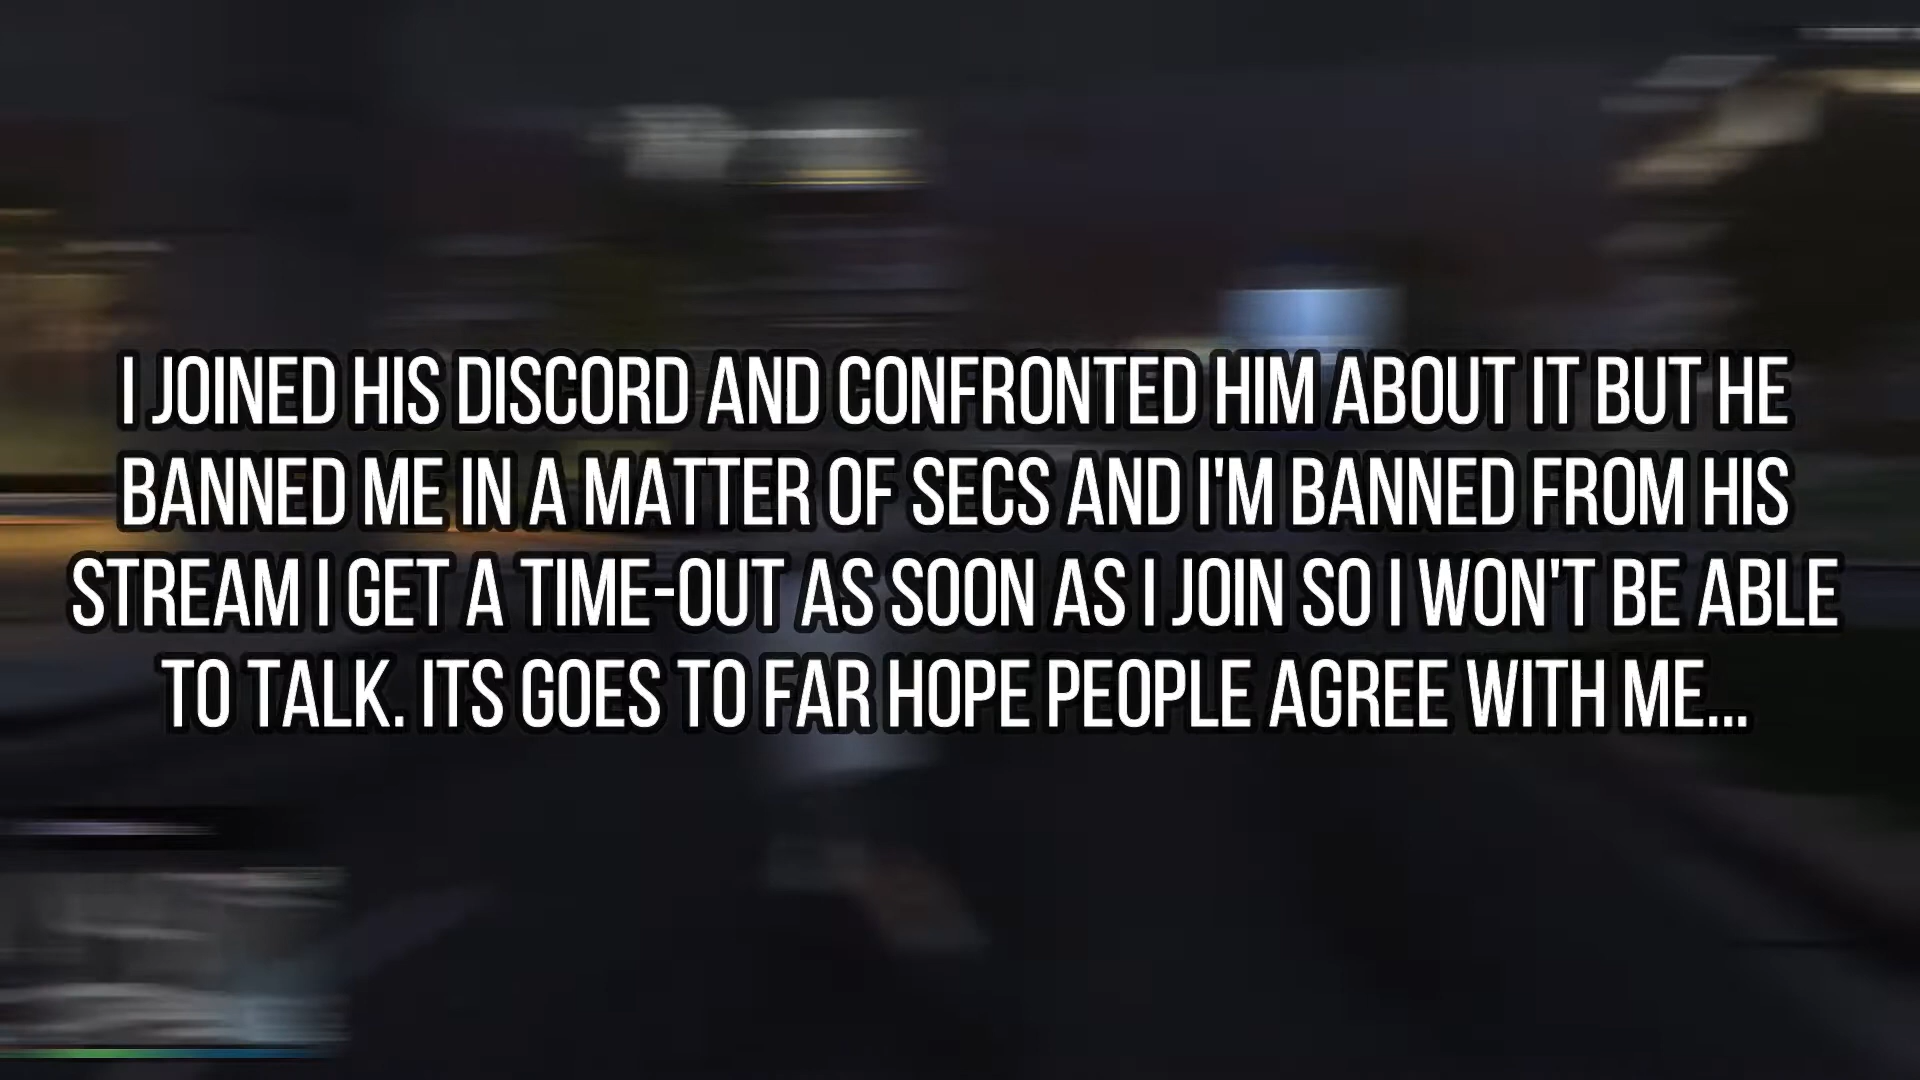 I JOINED HIS DISCORD AND CONFRONTED HIM ABOUT IT BUT HE
BANNED ME IN A MATTER OF SECS AND I'M BANNED FROM HIS
STREAM I GET A TIME-OUT AS SOON AS I JOIN SO I WON'T BE ABLE
TO TALK. ITS GOES TO FAR HOPE PEOPLE AGREE WITH ME...